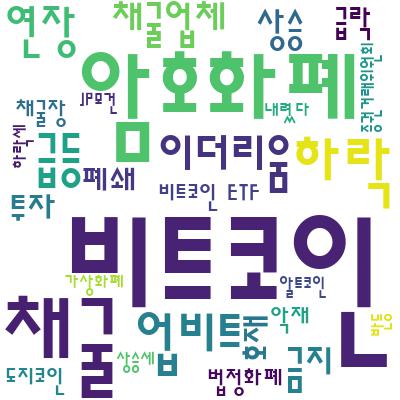 연장
채굴업체
상승
급락
암호화폐
JP모건
채굴장
내렸다
증권거래위원회
하락세
급등
이더리움
하락
폐쇄
비트코인 ETF
투자
비트코인
가상화폐
알트코인
채굴
업비트
호재
악재
바닥
상승세
금지
도지코인
법정화폐